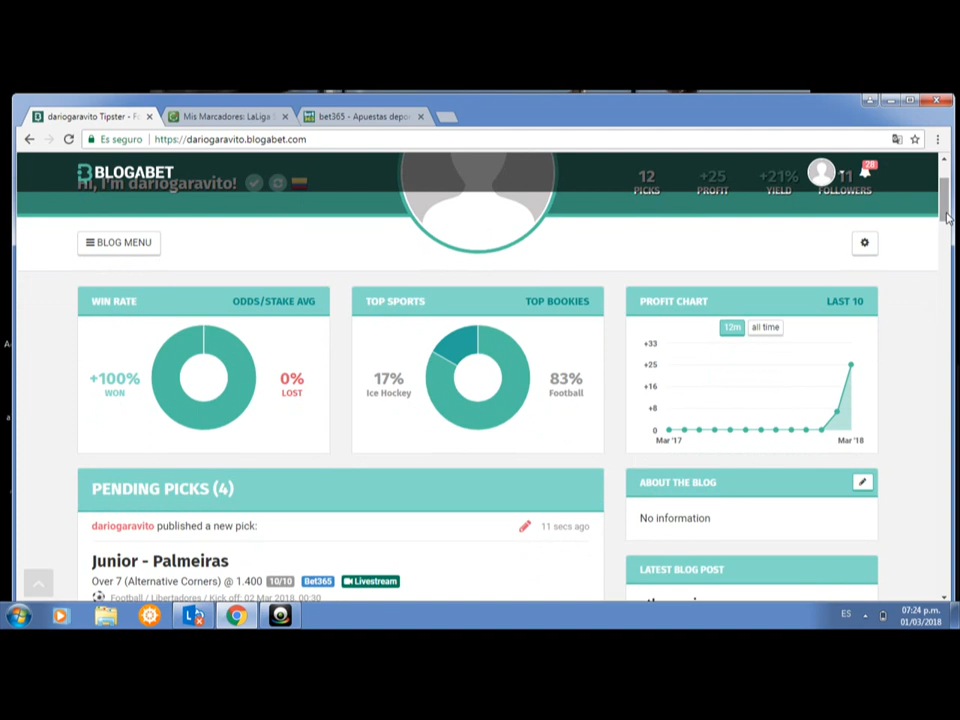 dariogaravito Tipster - F
Mis Marcadores: LaLiga
bet365 - Apuestas depo
Es seguro
https://dariogaravito.blogabet.com
BLOGABET
Hi, I'm dariogaravito!
12
PICKS
+25
PROFIT
+21%
YIELD
11
FOLLOWERS
28
BLOG MENU
WIN RATE
ODDS/STAKE AVG
+100%
WON
0%
LOST
TOP SPORTS
TOP BOOKIES
17%
Ice Hockey
83%
Football
PROFIT CHART
LAST 10
12m
all time
+33
+25
+16
+8
0
Mar '17
Mar '18
PENDING PICKS (4)
dariogaravito published a new pick:
11 secs ago
Junior - Palmeiras
Over 7 (Alternative Corners) @ 1.400 10/10 Bet365 Livestream
Football / Libertadores / Kick off: 02 Mar 2018, 00:30
ABOUT THE BLOG
No information
LATEST BLOG POST
ES
07:24 p.m.
01/03/2018